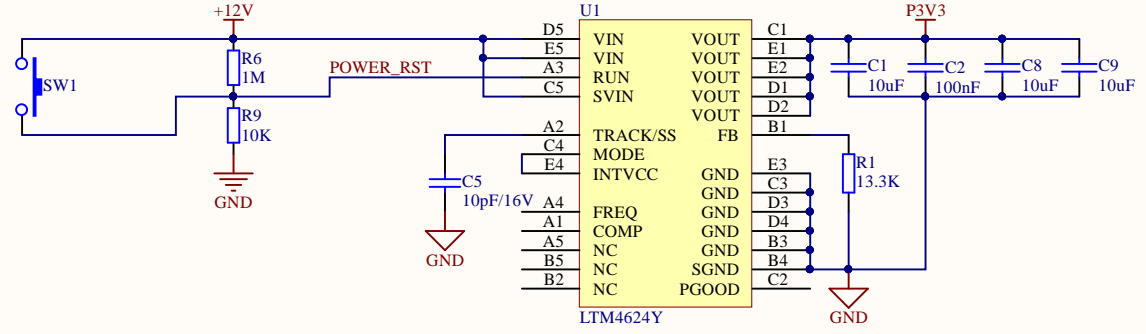 +12V
U1
P3V3
D5 VIN VOUT C1
E5 VIN VOUT E1
R6
1M
POWER_RST
A3 RUN VOUT E2
C5 SVIN VOUT D1
VOUT D2
C1
10uF
C2
100nF
C8
10uF
C9
10uF
SW1
R9
10K
GND
A2 TRACK/SS FB B1
C4 MODE
E4 INTVCC GND E3
GND C3
C5
10pF/16V
GND
R1
13.3K
A4 FREQ GND D3
A1 COMP GND D4
A5 NC GND B3
B5 NC SGND B4
B2 NC PGOOD C2
GND
LTM4624Y